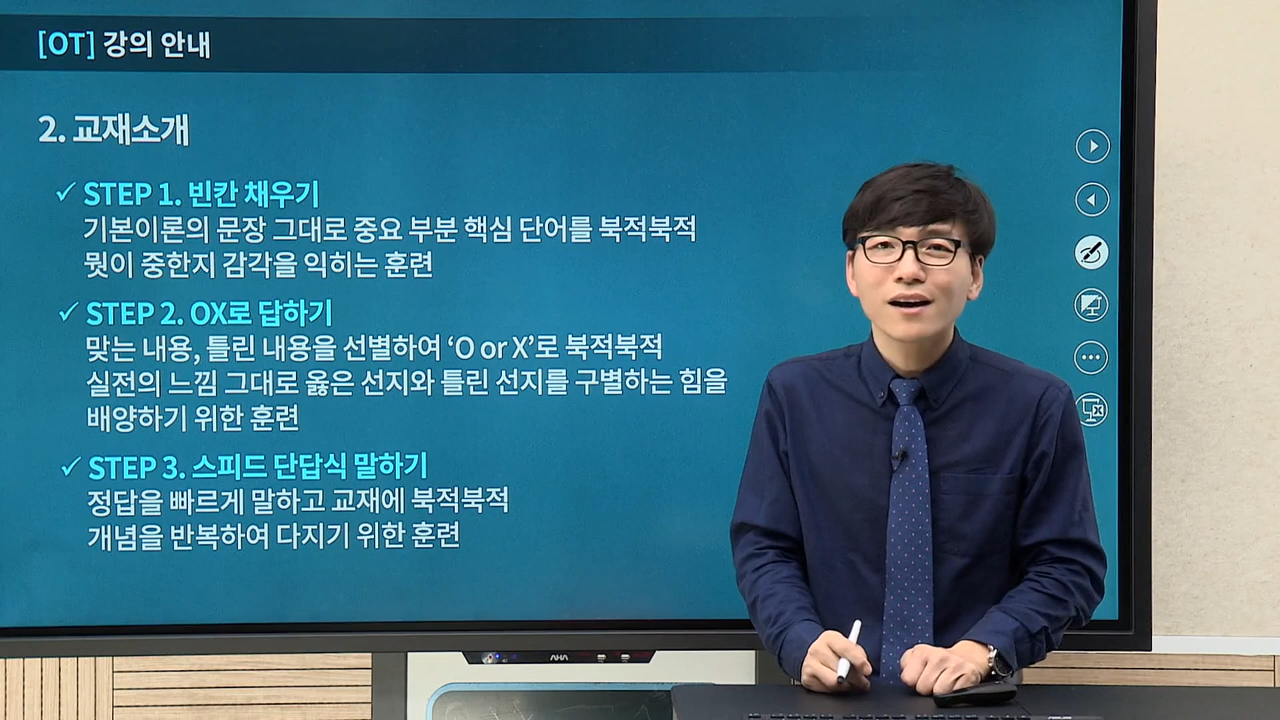 [OT] 강의 안내
2. 교재소개
✓ STEP 1. 빈칸 채우기
기본이론의 문장 그대로 중요 부분 핵심 단어를 북적북적
뭣이 중한지 감각을 익히는 훈련
✓ STEP 2. OX로 답하기
맞는 내용, 틀린 내용을 선별하여 ‘O or X’로 북적북적
실전의 느낌 그대로 옳은 선지와 틀린 선지를 구별하는 힘을
배양하기 위한 훈련
✓ STEP 3. 스피드 단답식 말하기
정답을 빠르게 말하고 교재에 북적북적
개념을 반복하여 다지기 위한 훈련
AHA